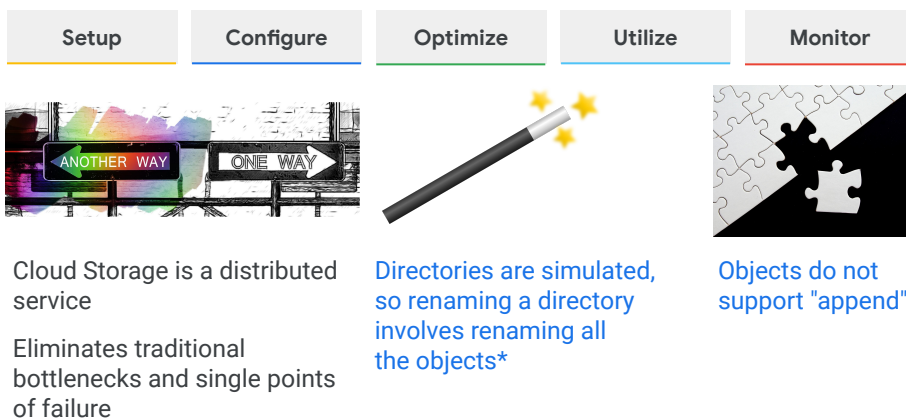 Setup
Configure
Optimize
Utilize
Monitor
ANOTHER WAY
ONE WAY
Cloud Storage is a distributed
service
Eliminates traditional
bottlenecks and single points
of failure
Directories are simulated,
so renaming a directory
involves renaming all
the objects*
Objects do not
support "append"